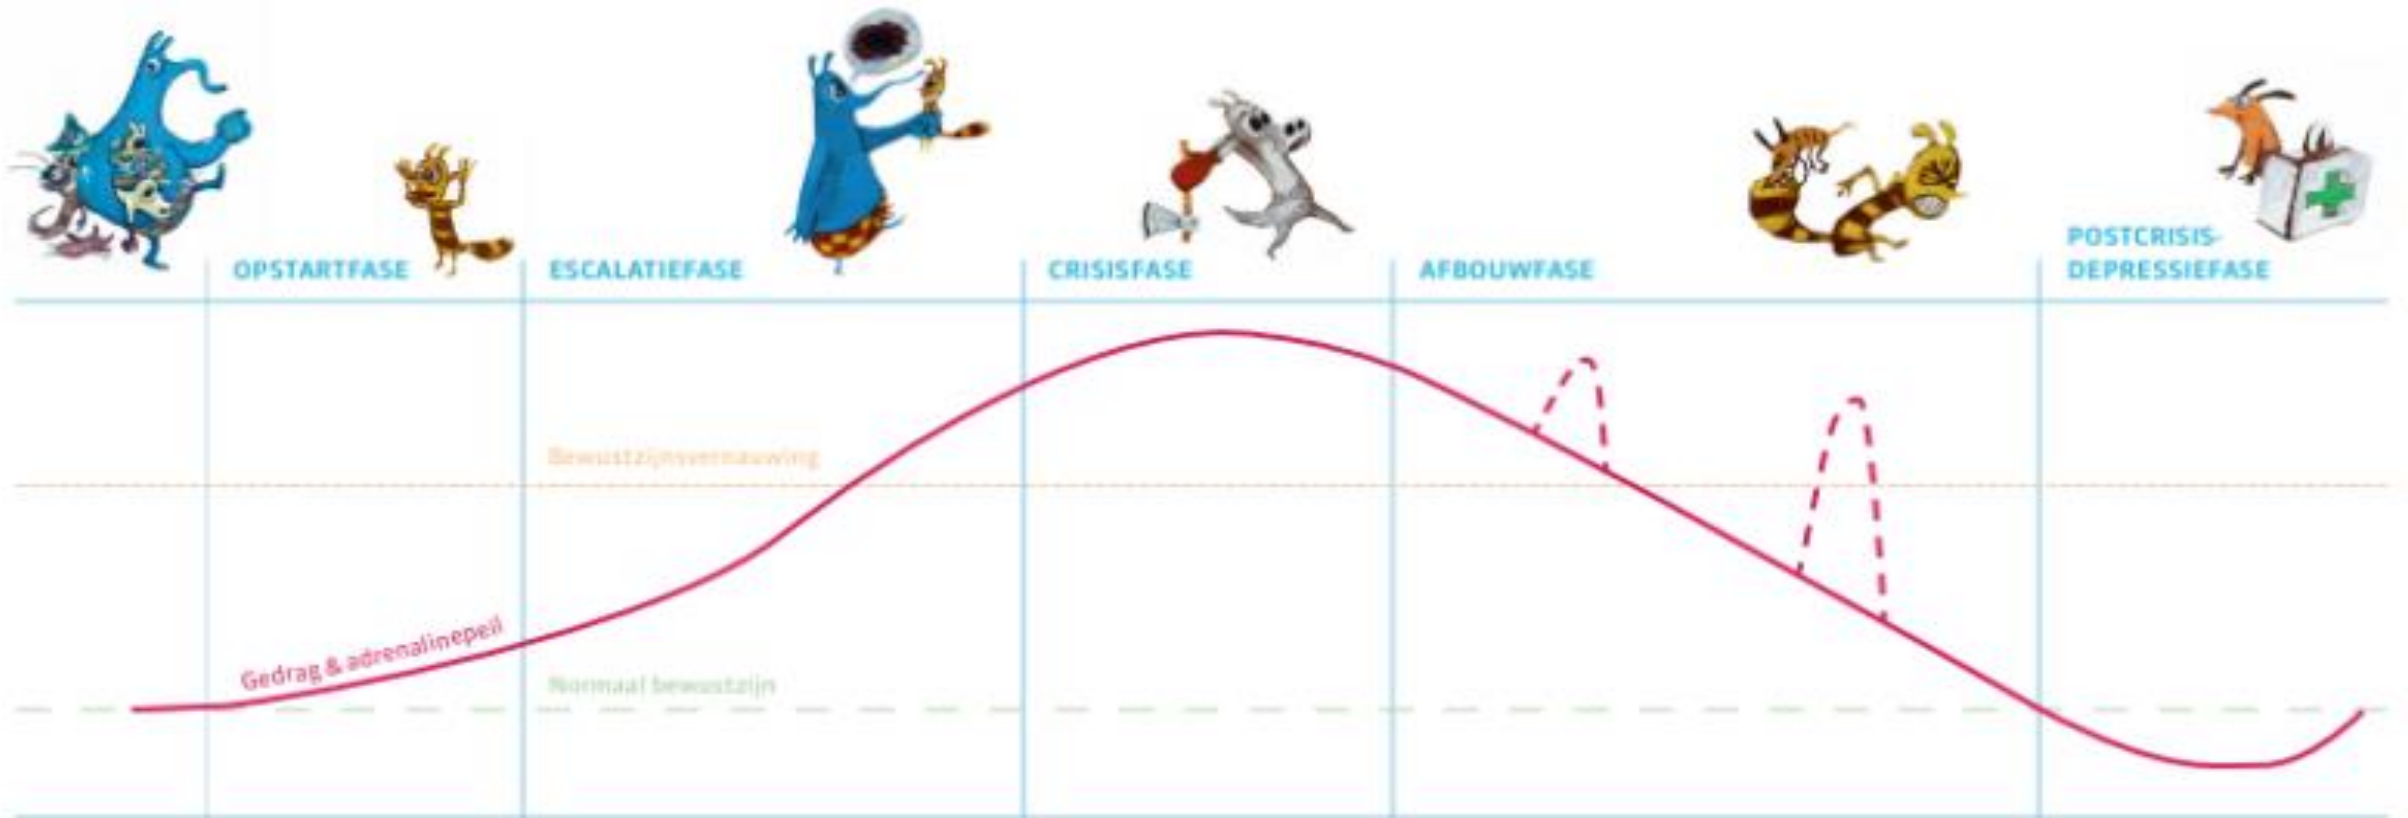 OPSTARTFASE
ESCALATIEFASE
CRISISFASE
AFBOUWFASE
POSTCRISIS-
DEPRESSIEFASE
Bewustzijnsvernauwing
Gedrag & adrenalinepeil
Normaal bewustzijn